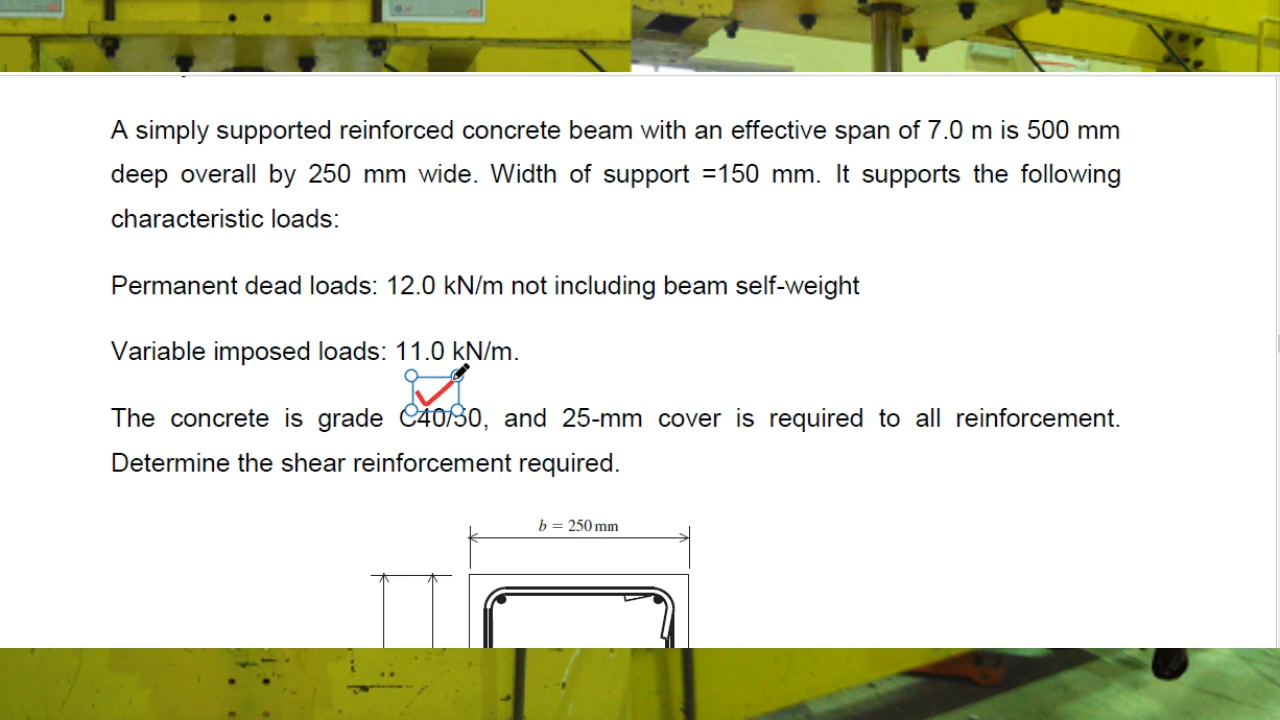 A simply supported reinforced concrete beam with an effective span of 7.0 m is 500 mm
deep overall by 250 mm wide. Width of support =150 mm. It supports the following
characteristic loads:
Permanent dead loads: 12.0 kN/m not including beam self-weight
Variable imposed loads: 11.0 kN/m.
The concrete is grade C40/50, and 25-mm cover is required to all reinforcement.
Determine the shear reinforcement required.
b = 250 mm